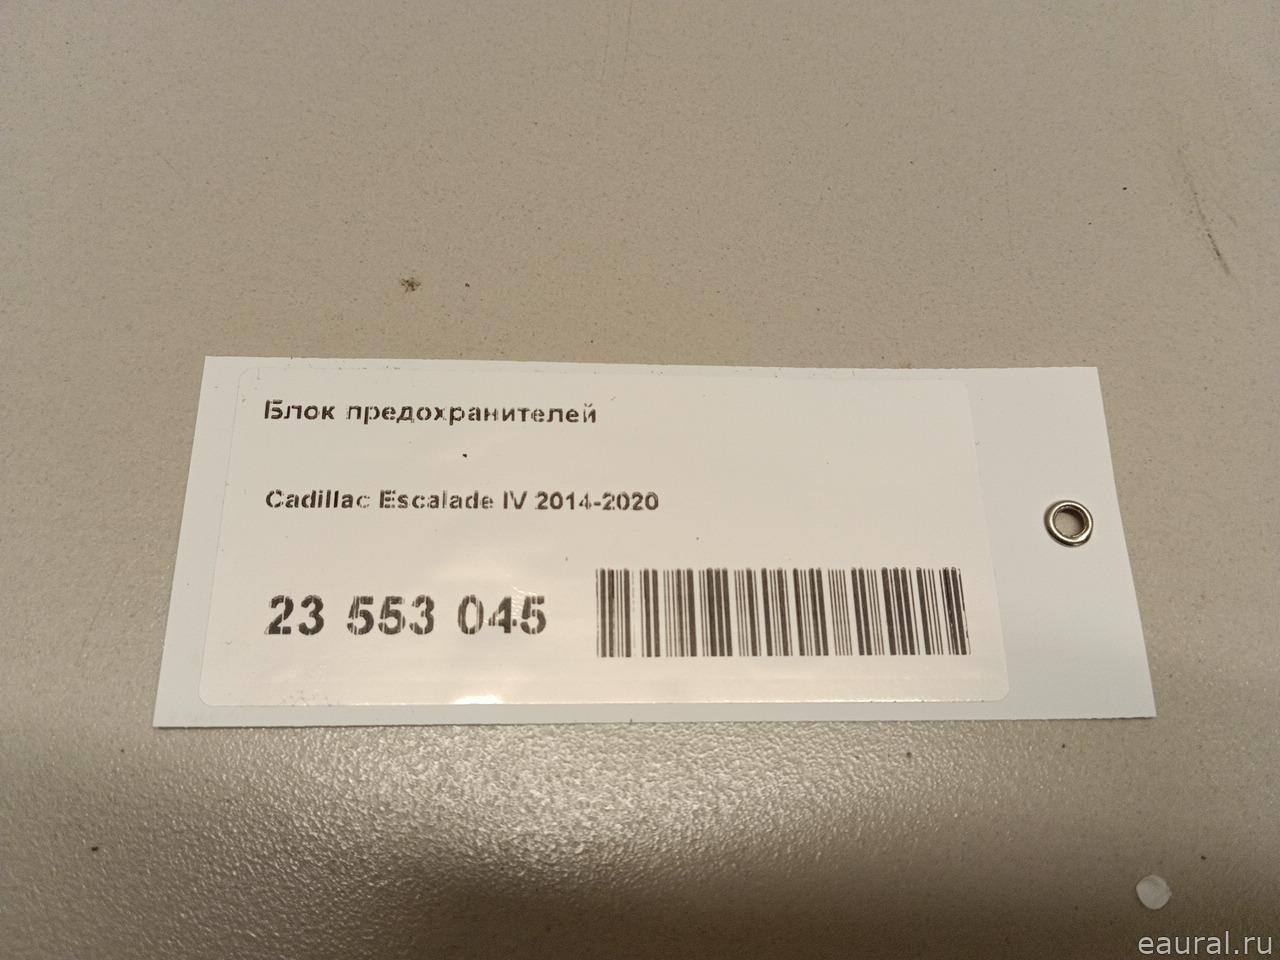 Блок предохранителей
Cadillac Escalade IV 2014-2020
23 553 045
eaural.ru